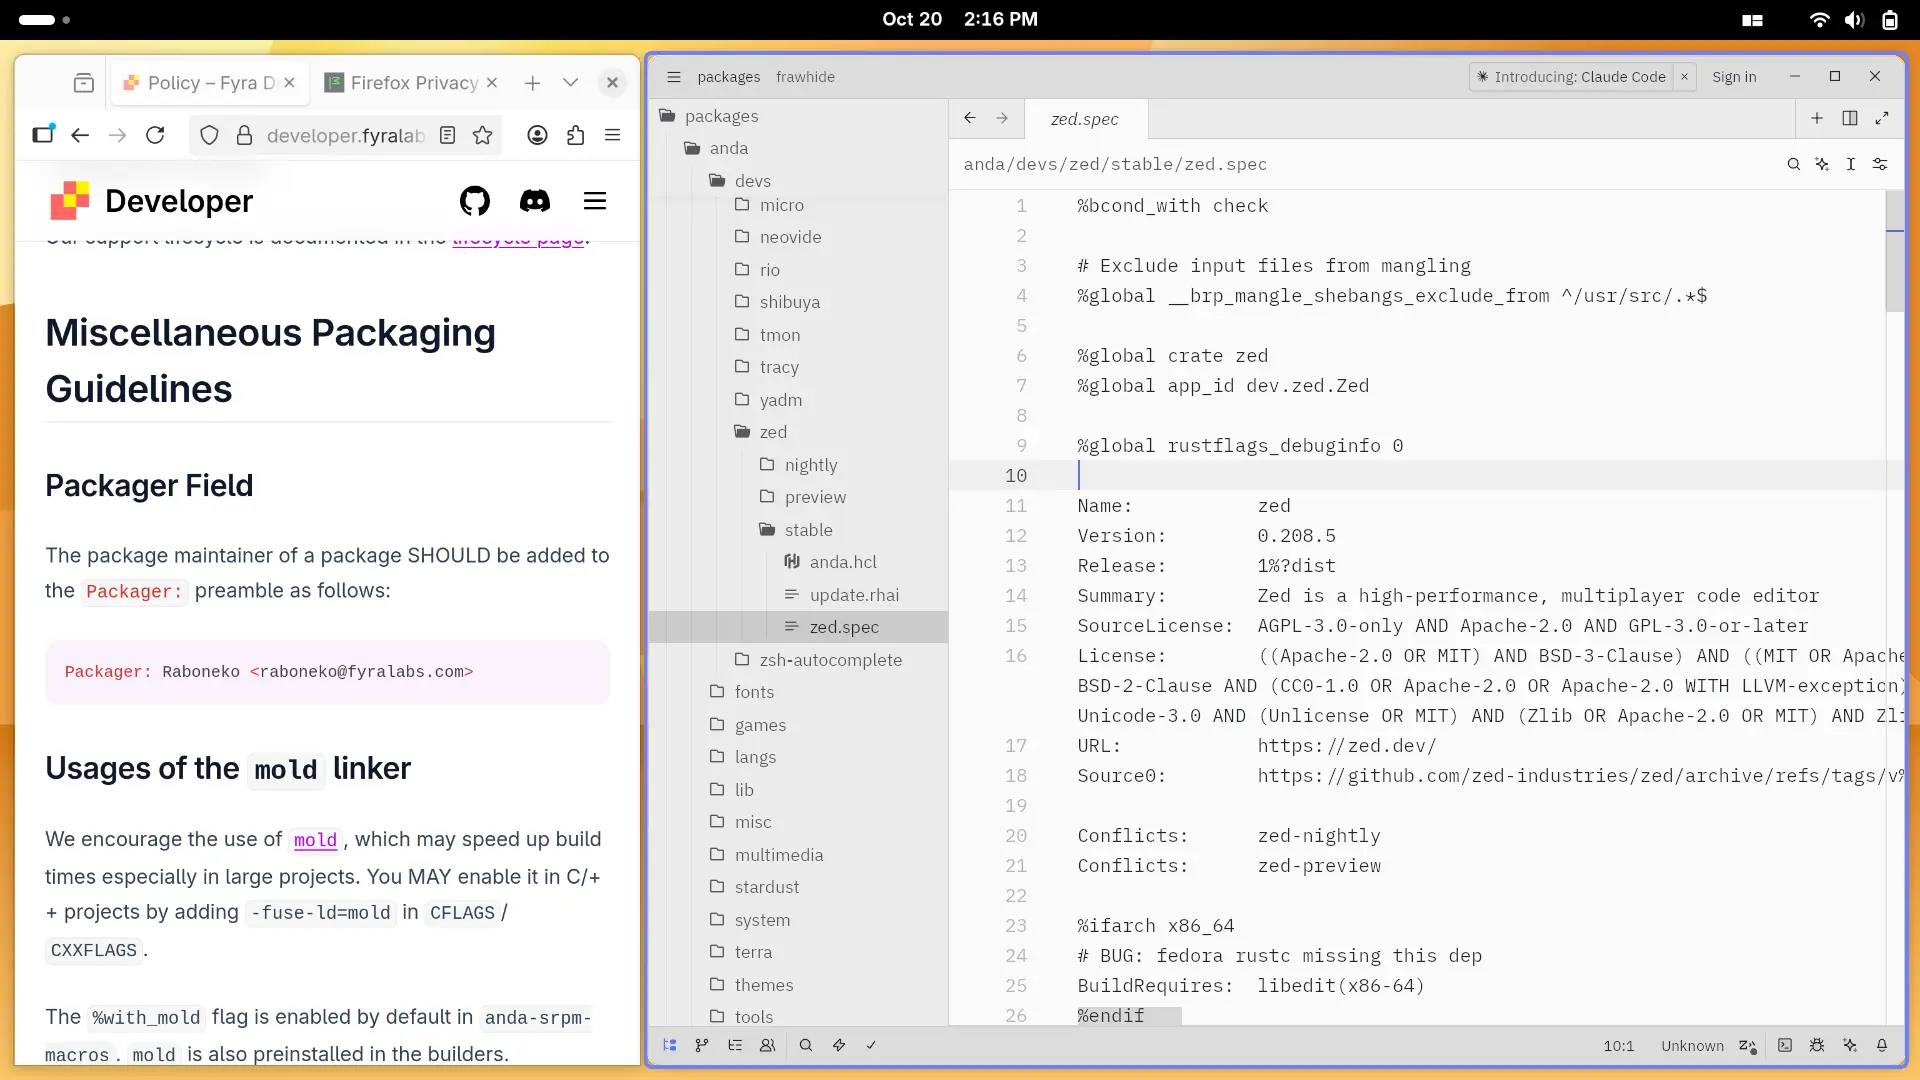 Oct 20 2:16 PM
Policy – Fyra D
Firefox Privacy
developer.fyralab
Developer
Our support lifecycle is documented in the lifecycle page.
Miscellaneous Packaging
Guidelines
Packager Field
The package maintainer of a package SHOULD be added to
the Packager: preamble as follows:
Packager: Raboneko <raboneko@fyralabs.com>
Usages of the mold linker
We encourage the use of mold, which may speed up build
times especially in large projects. You MAY enable it in C/+
+ projects by adding -fuse-ld=mold in CFLAGS/
CXXFLAGS.
The %with_mold flag is enabled by default in anda-srpm-
macros. mold is also preinstalled in the builders.
packages frawhide
Introducing: Claude Code
Sign in
packages
anda
devs
micro
neovide
rio
shibuya
tmon
tracy
yadm
zed
nightly
preview
stable
anda.hcl
update.rhai
zed.spec
zsh-autocomplete
fonts
games
langs
lib
misc
multimedia
stardust
system
terra
themes
tools
zed.spec
anda/devs/zed/stable/zed.spec
1 %bcond_with check
2
3 # Exclude input files from mangling
4 %global __brp_mangle_shebangs_exclude_from ^/usr/src/.*$
5
6 %global crate zed
7 %global app_id dev.zed.Zed
8
9 %global rustflags_debuginfo 0
10
11 Name: zed
12 Version: 0.208.5
13 Release: 1%?dist
14 Summary: Zed is a high-performance, multiplayer code editor
15 SourceLicense: AGPL-3.0-only AND Apache-2.0 AND GPL-3.0-or-later
16 License: ((Apache-2.0 OR MIT) AND BSD-3-Clause) AND ((MIT OR Apache
BSD-2-Clause AND (CC0-1.0 OR Apache-2.0 OR Apache-2.0 WITH LLVM-exception)
Unicode-3.0 AND (Unlicense OR MIT) AND (Zlib OR Apache-2.0 OR MIT) AND Zli
17 URL: https://zed.dev/
18 Source0: https://github.com/zed-industries/zed/archive/refs/tags/v%
19
20 Conflicts: zed-nightly
21 Conflicts: zed-preview
22
23 %ifarch x86_64
24 # BUG: fedora rustc missing this dep
25 BuildRequires: libedit(x86-64)
26 %endif
10:1 Unknown